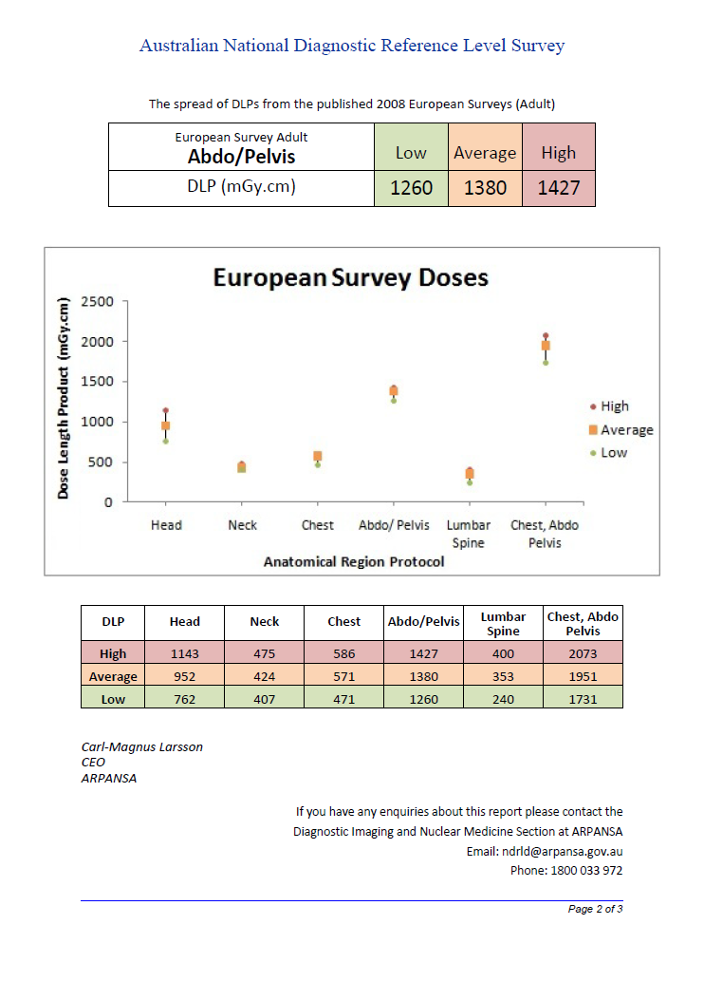 Australian National Diagnostic Reference Level Survey
The spread of DLPs from the published 2008 European Surveys (Adult)
European Survey Adult
Abdo/Pelvis
Low Average High
DLP (mGy.cm) 1260 1380 1427
European Survey Doses
Dose Length Product (mGy.cm)
2500
2000
1500
1000
500
0
High
Average
Low
Head Neck Chest Abdo/ Pelvis Lumbar Spine Chest, Abdo Pelvis
Anatomical Region Protocol
DLP Head Neck Chest Abdo/Pelvis Lumbar Spine Chest, Abdo Pelvis
High 1143 475 586 1427 400 2073
Average 952 424 571 1380 353 1951
Low 762 407 471 1260 240 1731
Carl-Magnus Larsson
CEO
ARPANSA
If you have any enquiries about this report please contact the
Diagnostic Imaging and Nuclear Medicine Section at ARPANSA
Email: ndrld@arpansa.gov.au
Phone: 1800 033 972
Page 2 of 3